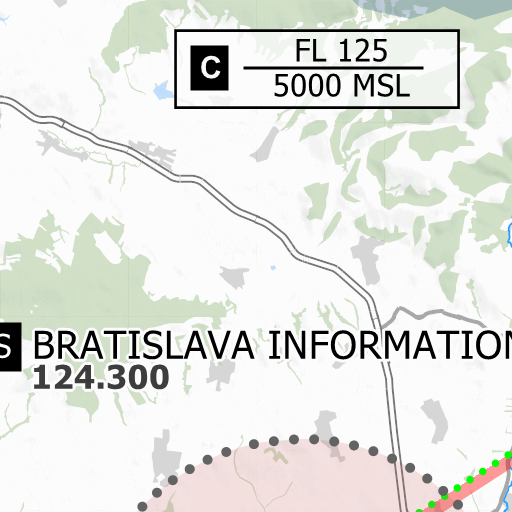 C
FL 125
5000 MSL
S
BRATISLAVA INFORMATION
124.300